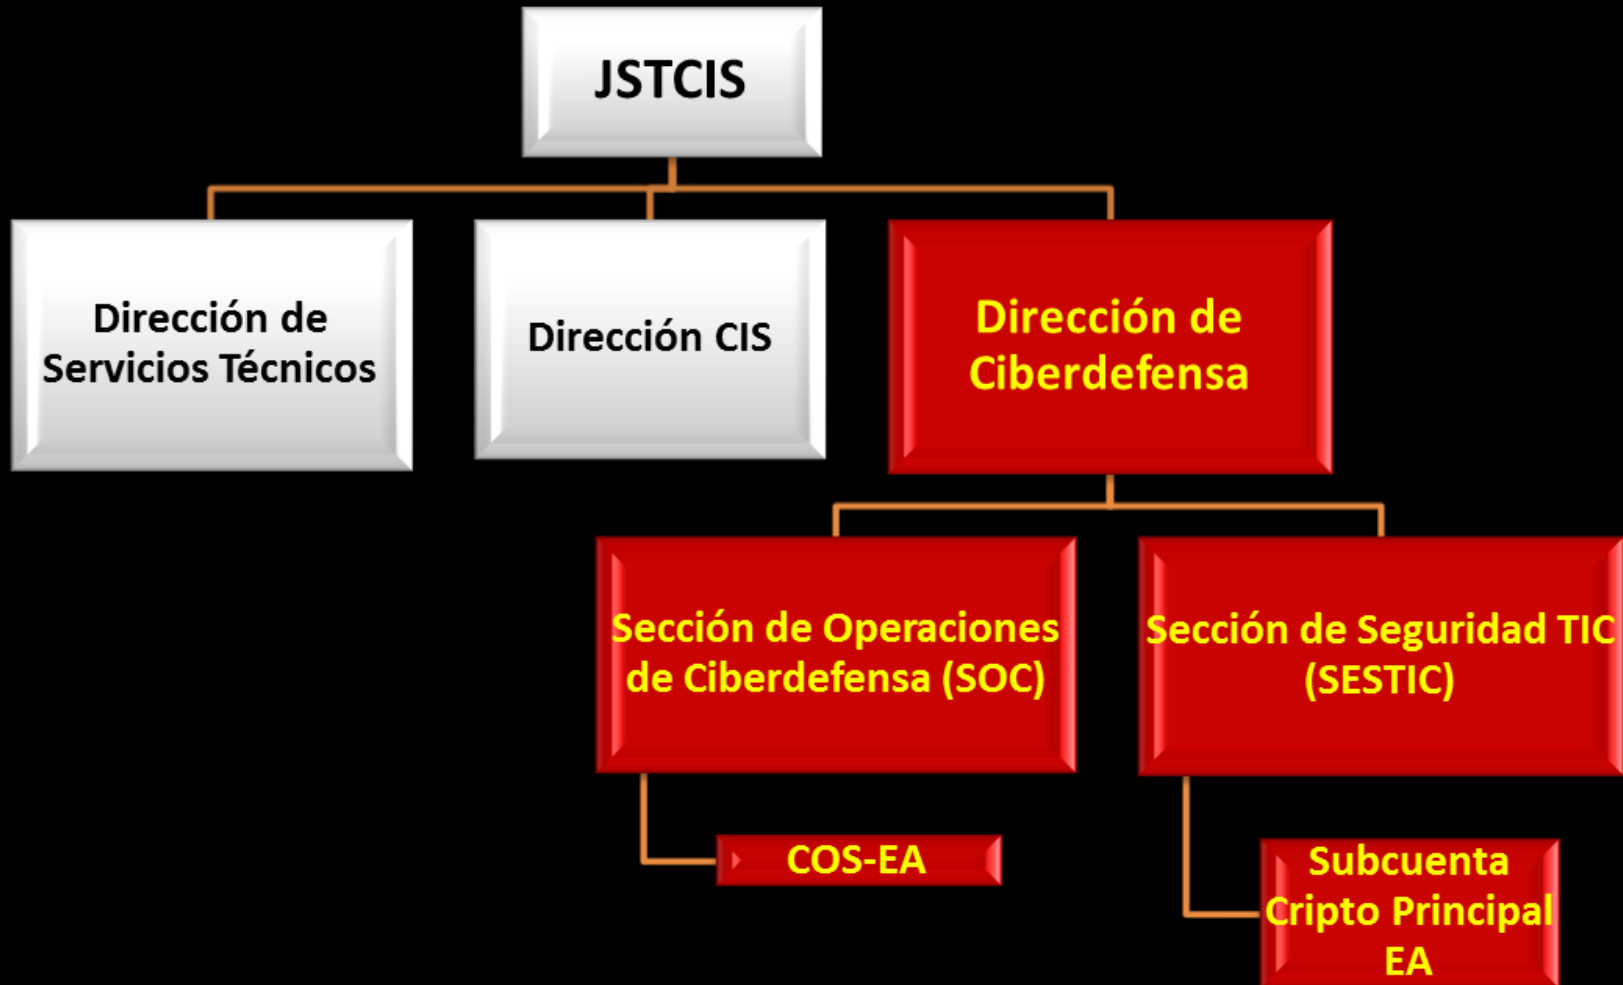 JSTCIS
Dirección de
Servicios Técnicos
Dirección CIS
Dirección de
Ciberdefensa
Sección de Operaciones
de Ciberdefensa (SOC)
Sección de Seguridad TIC
(SESTIC)
COS-EA
Subcuenta
Cripto Principal
EA